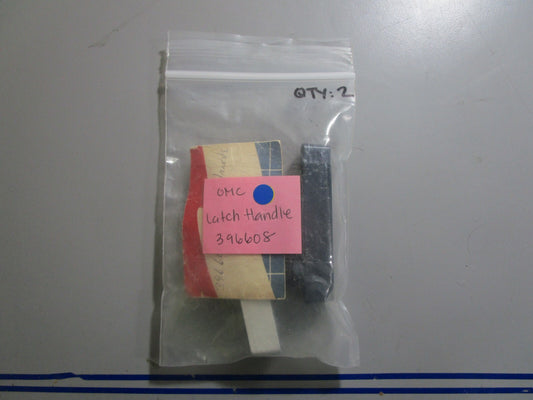 QTY: 2
OMC
Latch Handle
396608